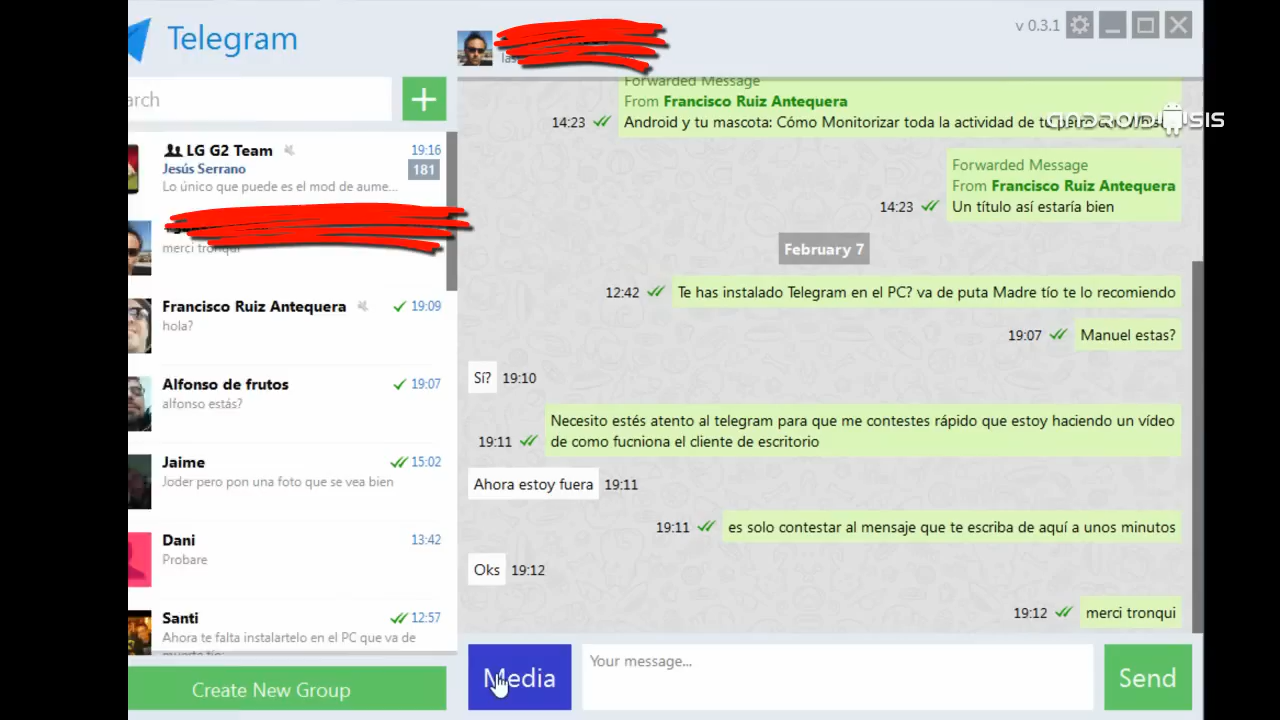 Telegram
v 0.3.1
arch
+
LG G2 Team 19:16
Jesús Serrano 181
Lo único que puede es el mod de aume...
merci tronqui
Francisco Ruiz Antequera 19:09
hola?
Alfonso de frutos 19:07
alfonso estás?
Jaime 15:02
Joder pero pon una foto que se vea bien
Dani 13:42
Probare
Santi 12:57
Ahora te falta instalartelo en el PC que va de
Create New Group
Forwarded Message
From Francisco Ruiz Antequera
14:23 Android y tu mascota: Cómo Monitorizar toda la actividad de tu
ANDROIDSIS
Forwarded Message
From Francisco Ruiz Antequera
14:23 Un título así estaría bien
February 7
12:42 Te has instalado Telegram en el PC? va de puta Madre tío te lo recomiendo
19:07 Manuel estas?
Sí? 19:10
Necesito estés atento al telegram para que me contestes rápido que estoy haciendo un vídeo
19:11 de como fucniona el cliente de escritorio
Ahora estoy fuera 19:11
19:11 es solo contestar al mensaje que te escriba de aquí a unos minutos
Oks 19:12
19:12 merci tronqui
Media
Your message...
Send